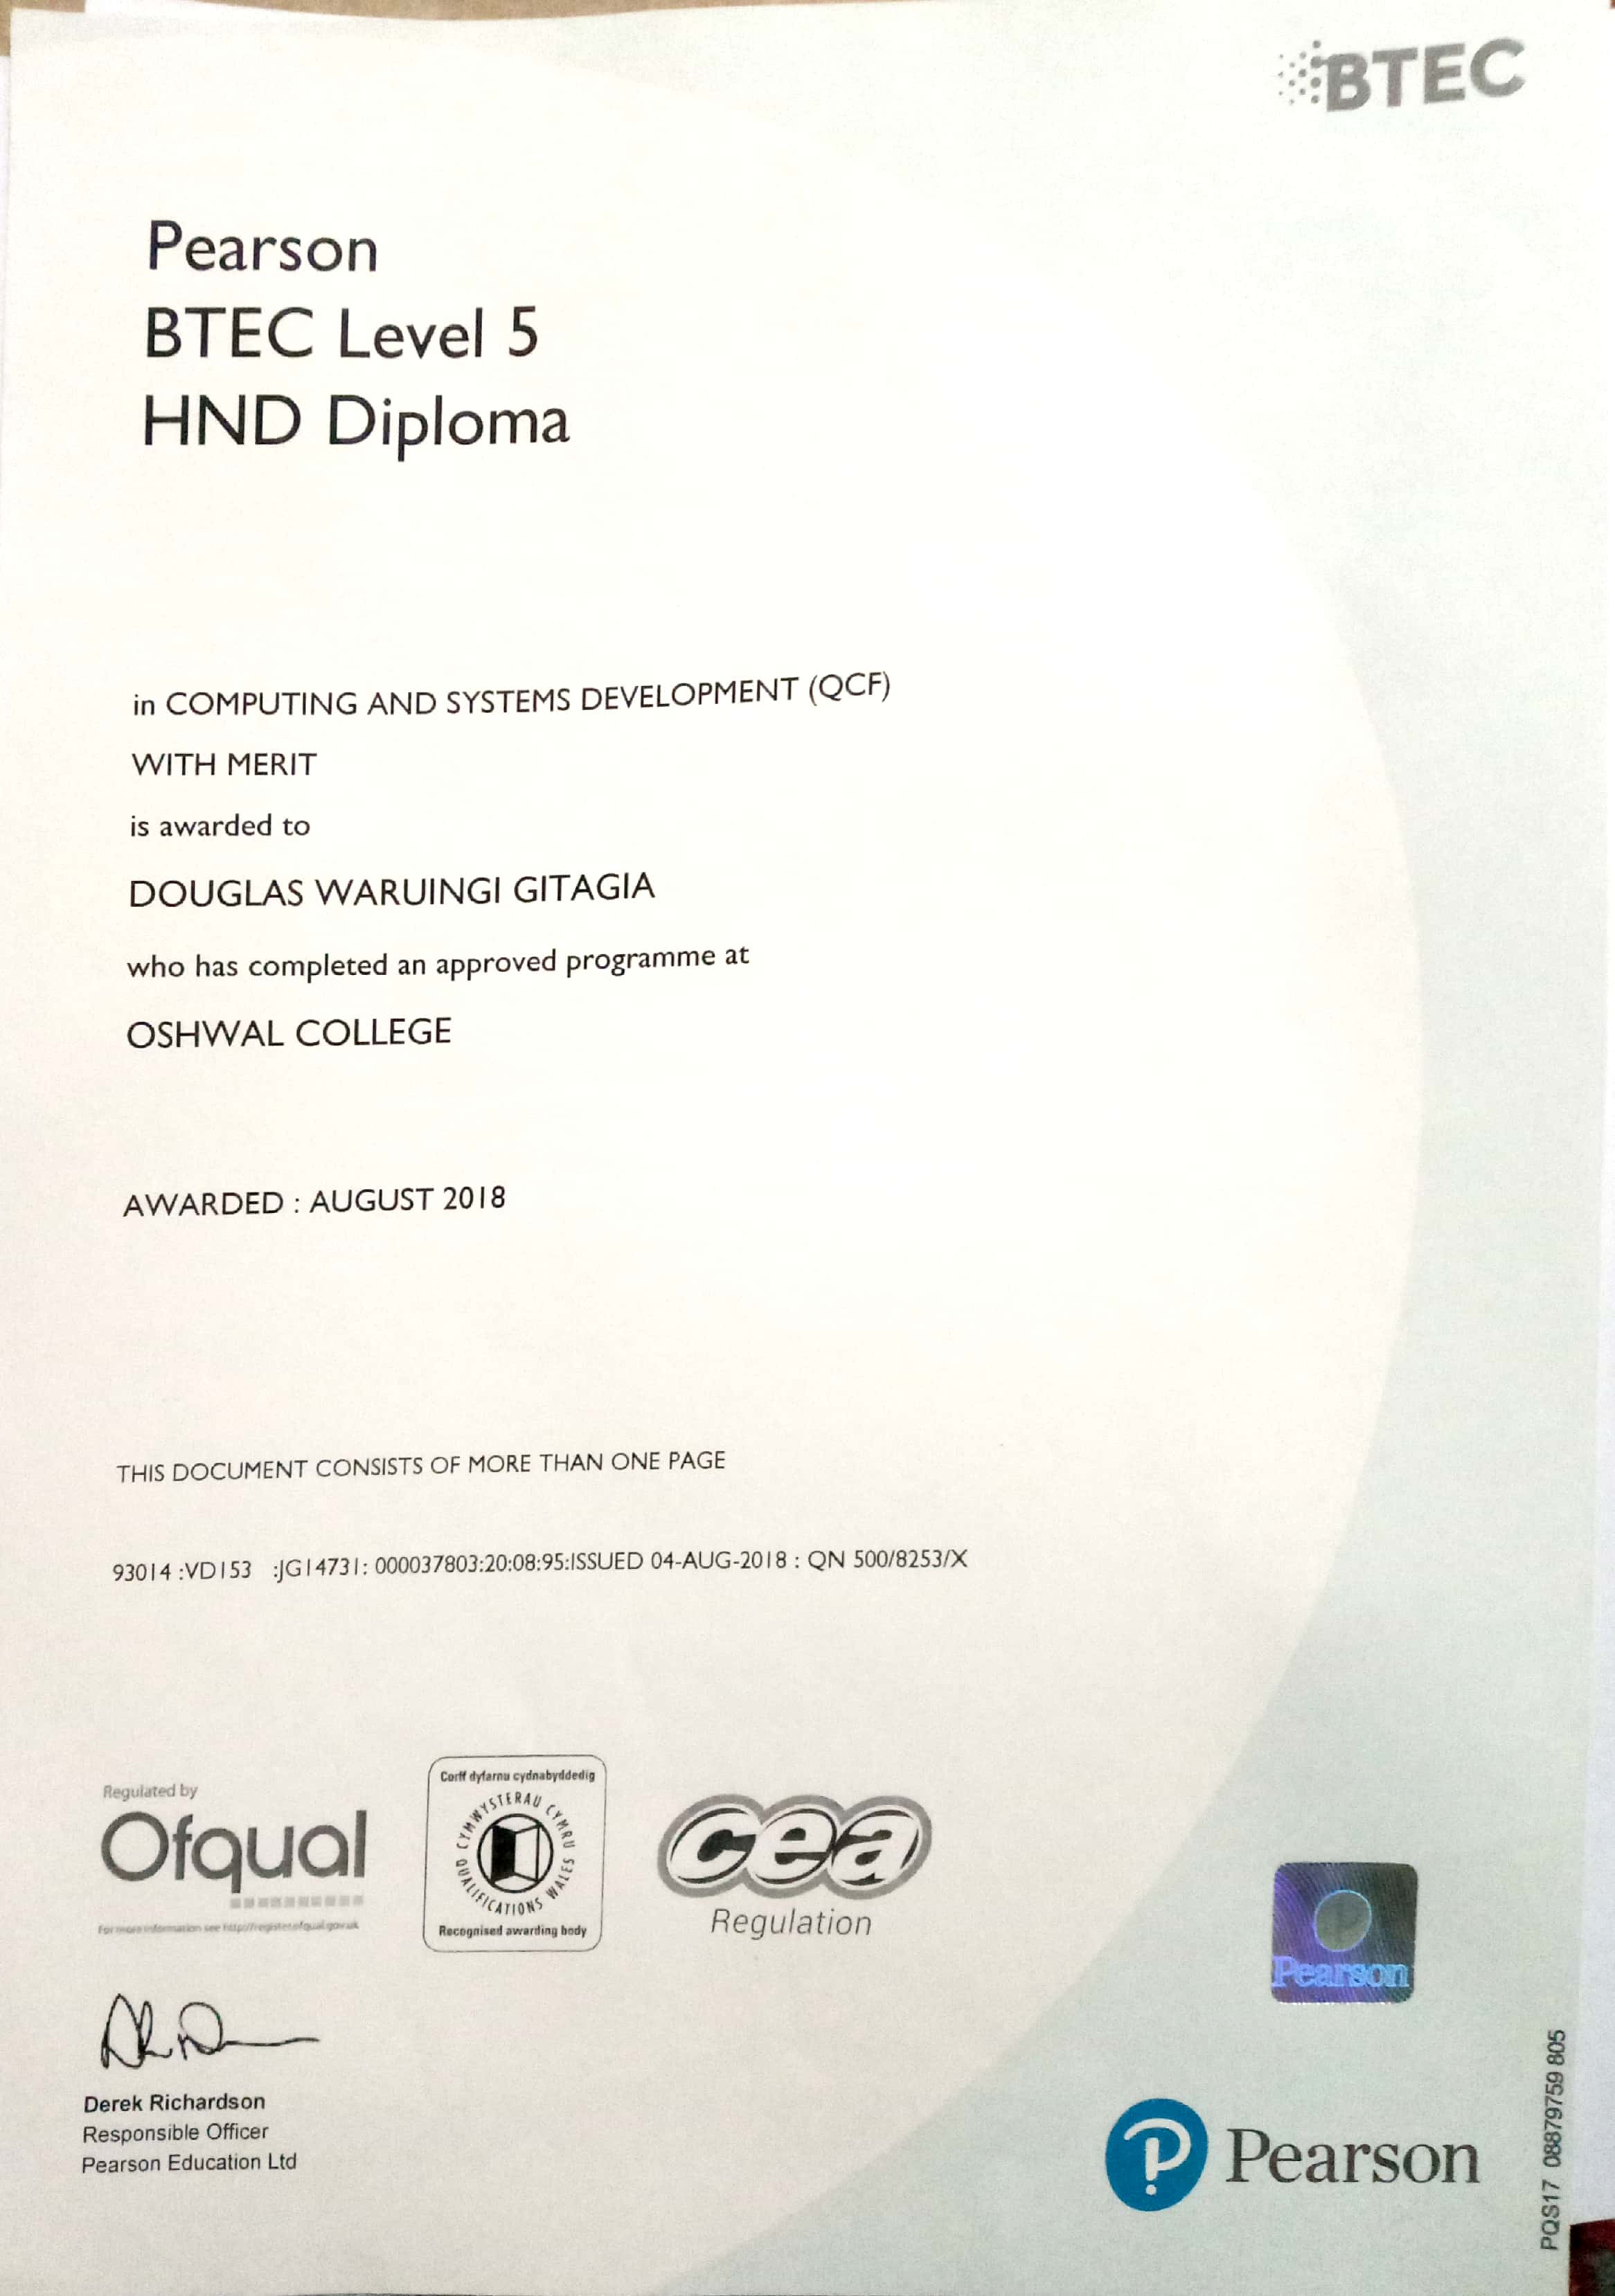 BTEC
Pearson
BTEC Level 5
HND Diploma
in COMPUTING AND SYSTEMS DEVELOPMENT (QCF)
WITH MERIT
is awarded to
DOUGLAS WARUINGI GITAGIA
who has completed an approved programme at
OSHWAL COLLEGE
AWARDED : AUGUST 2018
THIS DOCUMENT CONSISTS OF MORE THAN ONE PAGE
93014 :VD153 :JG14731: 000037803:20:08:95:ISSUED 04-AUG-2018 : QN 500/8253/X
Regulated by
Ofqual
For more information see http://register.ofqual.gov.uk
Corff dyfarnu cydnabyddedig
CYMWYSTERAU CYMRU
QUALIFICATIONS WALES
Recognised awarding body
cea
Regulation
Pearson
Derek Richardson
Responsible Officer
Pearson Education Ltd
Pearson
PQS17 08879759 805